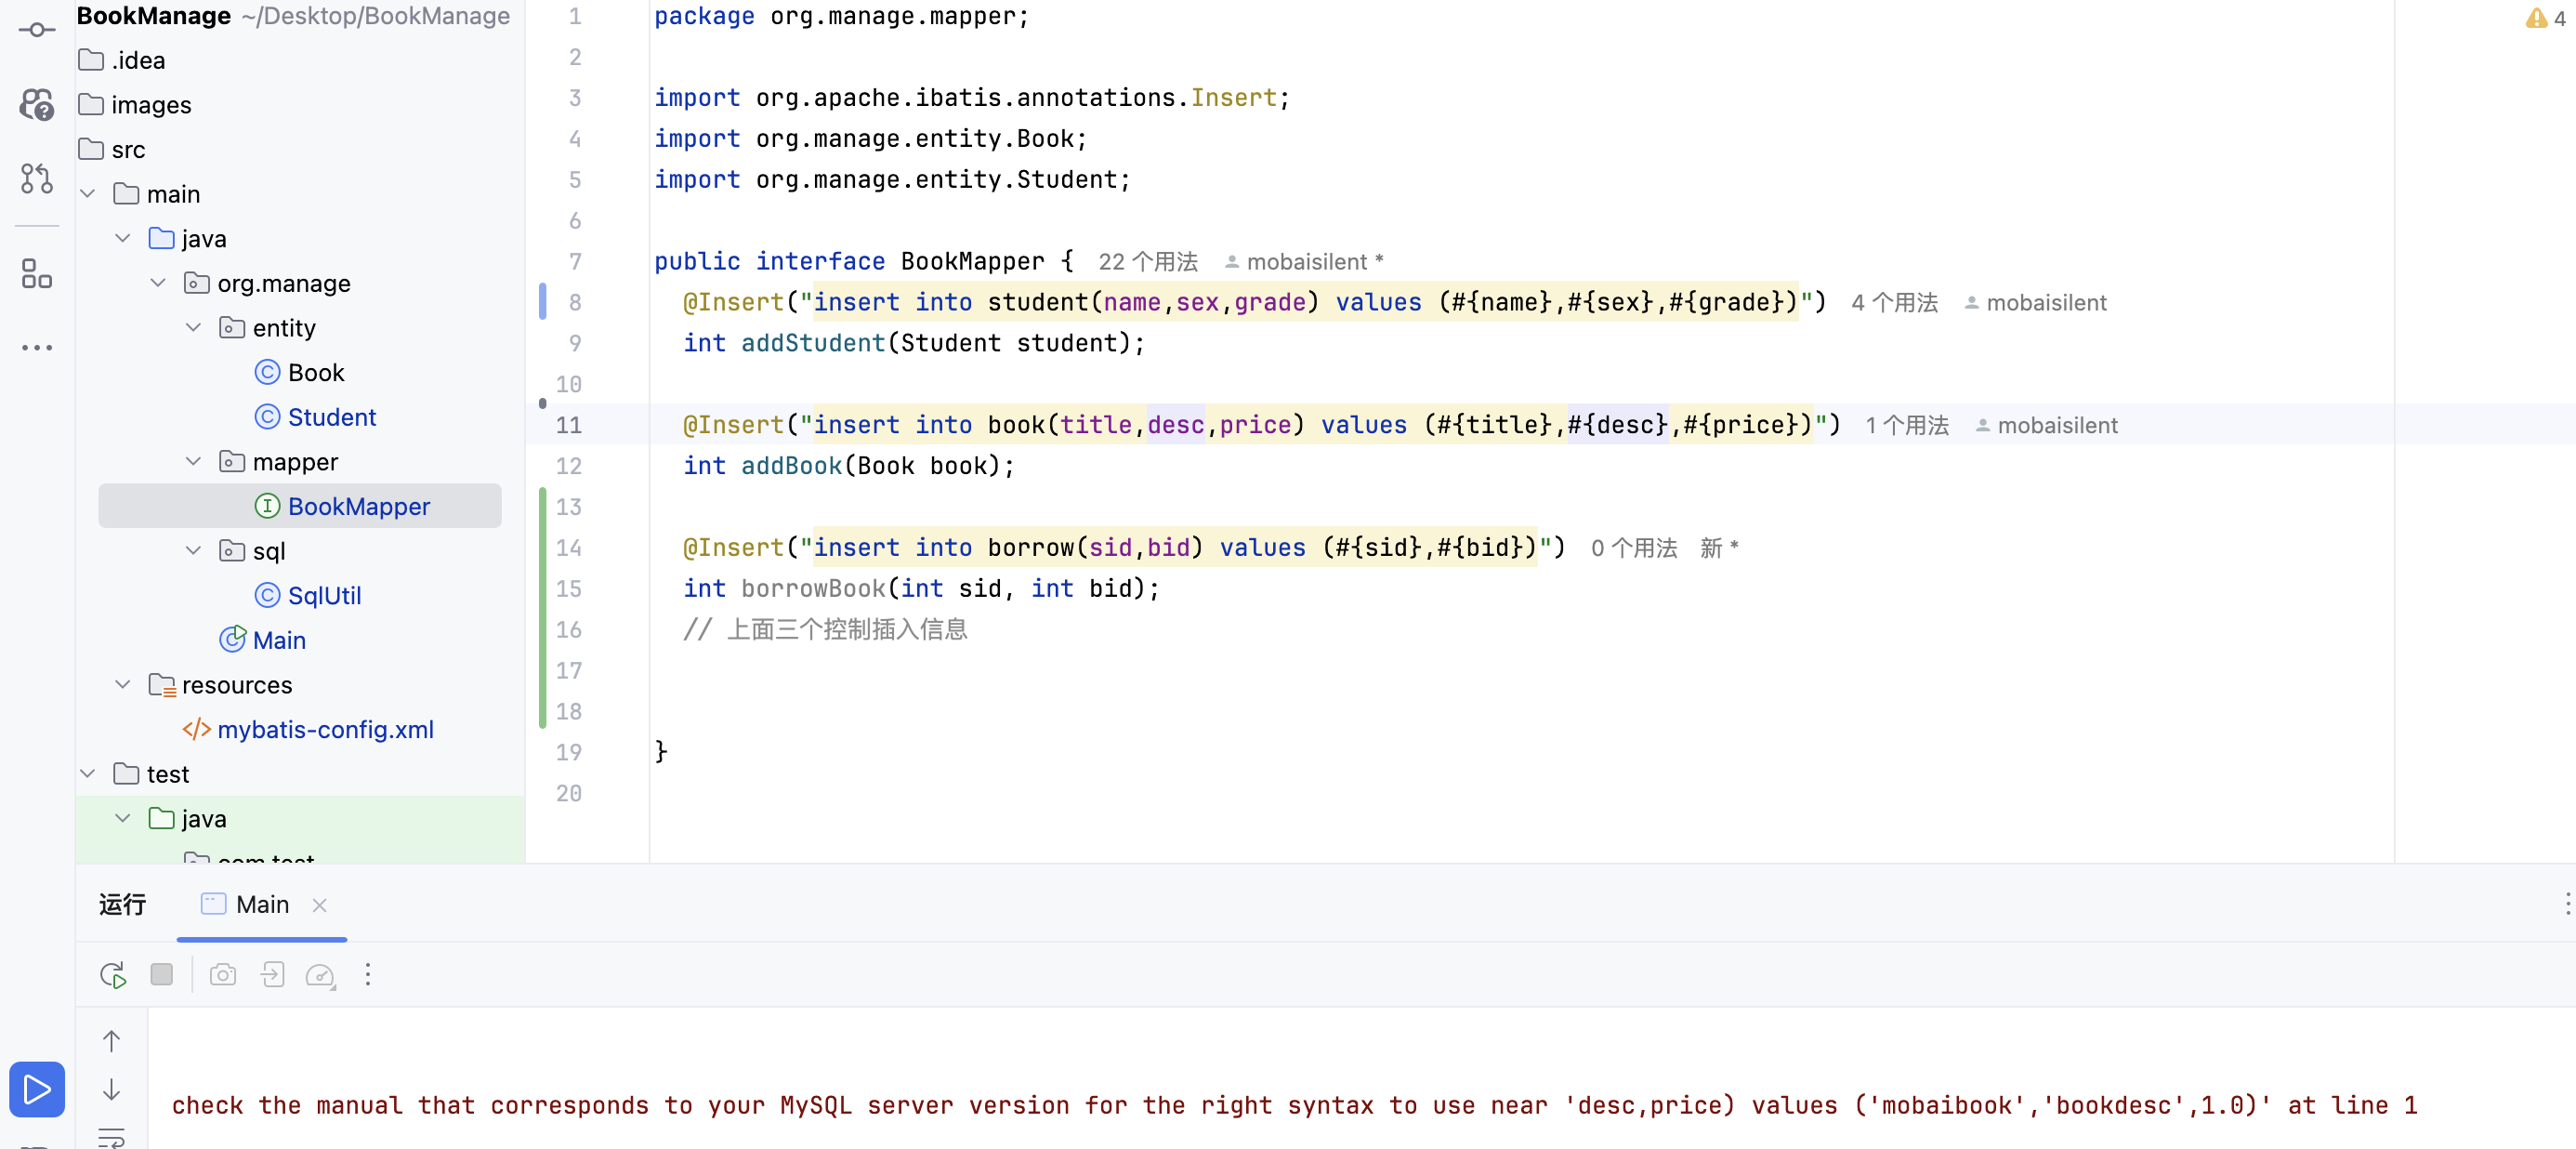 BookManage ~/Desktop/BookManage
.idea
images
src
main
java
org.manage
entity
Book
Student
mapper
BookMapper
sql
SqlUtil
Main
resources
mybatis-config.xml
test
java
com.test
4
1 package org.manage.mapper;
2
3 import org.apache.ibatis.annotations.Insert;
4 import org.manage.entity.Book;
5 import org.manage.entity.Student;
6
7 public interface BookMapper { 22 个用法 mobaisilent *
8 @Insert("insert into student(name,sex,grade) values (#{name},#{sex},#{grade})") 4 个用法 mobaisilent
9 int addStudent(Student student);
10
11 @Insert("insert into book(title,desc,price) values (#{title},#{desc},#{price})") 1 个用法 mobaisilent
12 int addBook(Book book);
13
14 @Insert("insert into borrow(sid,bid) values (#{sid},#{bid})") 0 个用法 新 *
15 int borrowBook(int sid, int bid);
16 // 上面三个控制插入信息
17
18
19 }
20
运行 Main
check the manual that corresponds to your MySQL server version for the right syntax to use near 'desc,price) values ('mobaibook','bookdesc',1.0)' at line 1